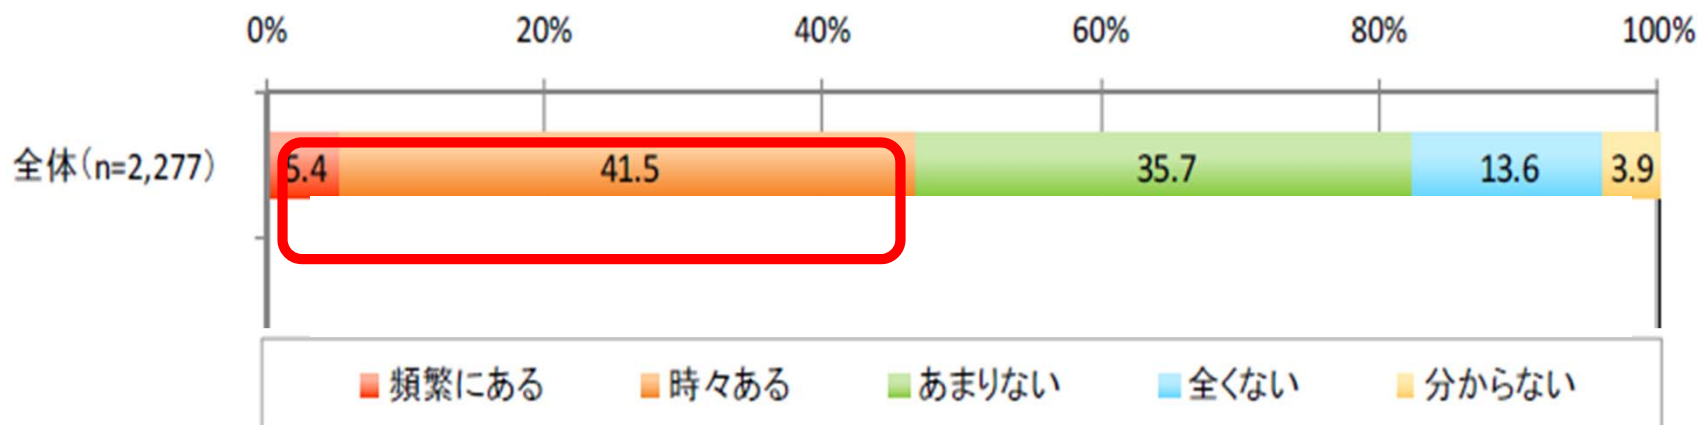 0% 20% 40% 60% 80% 100%
全体(n=2,277) 5.4 41.5 35.7 13.6 3.9
頻繁にある 時々ある あまりない 全くない 分からない